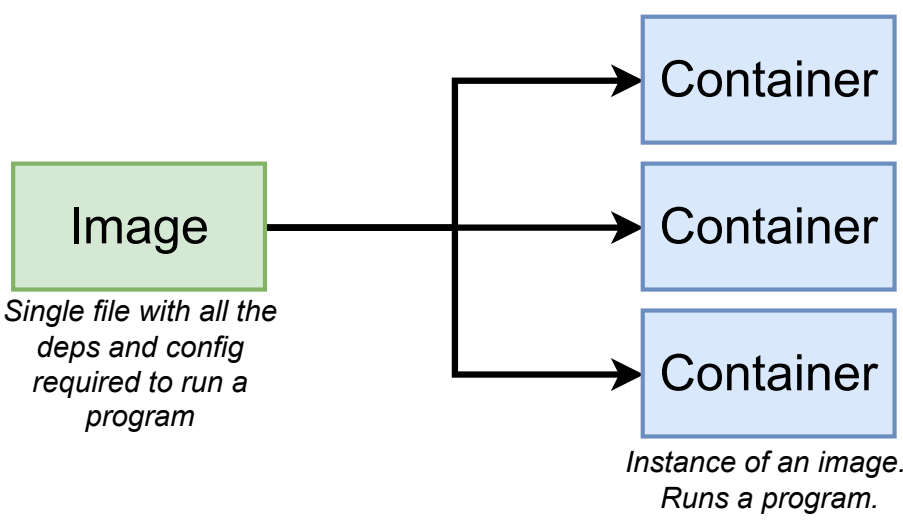 Container
Image
Container
Single file with all the
deps and config
required to run a
program
Container
Instance of an image.
Runs a program.